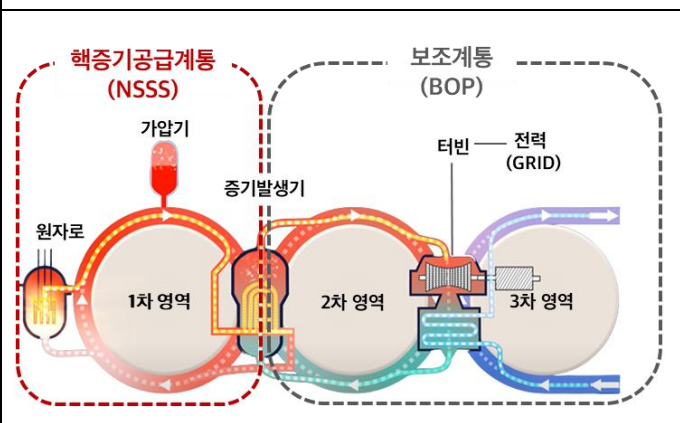 핵증기공급계통
(NSSS)
보조계통
(BOP)
가압기
터빈
전력
(GRID)
증기발생기
원자로
1차 영역
2차 영역
3차 영역